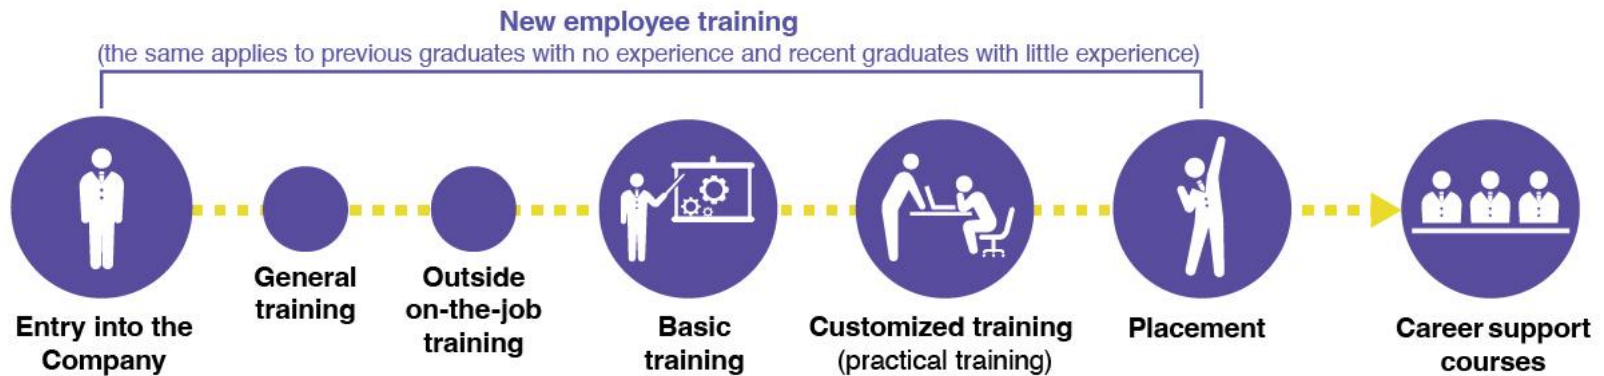 New employee training
(the same applies to previous graduates with no experience and recent graduates with little experience)
Entry into the
Company
General
training
Outside
on-the-job
training
Basic
training
Customized training
(practical training)
Placement
Career support
courses